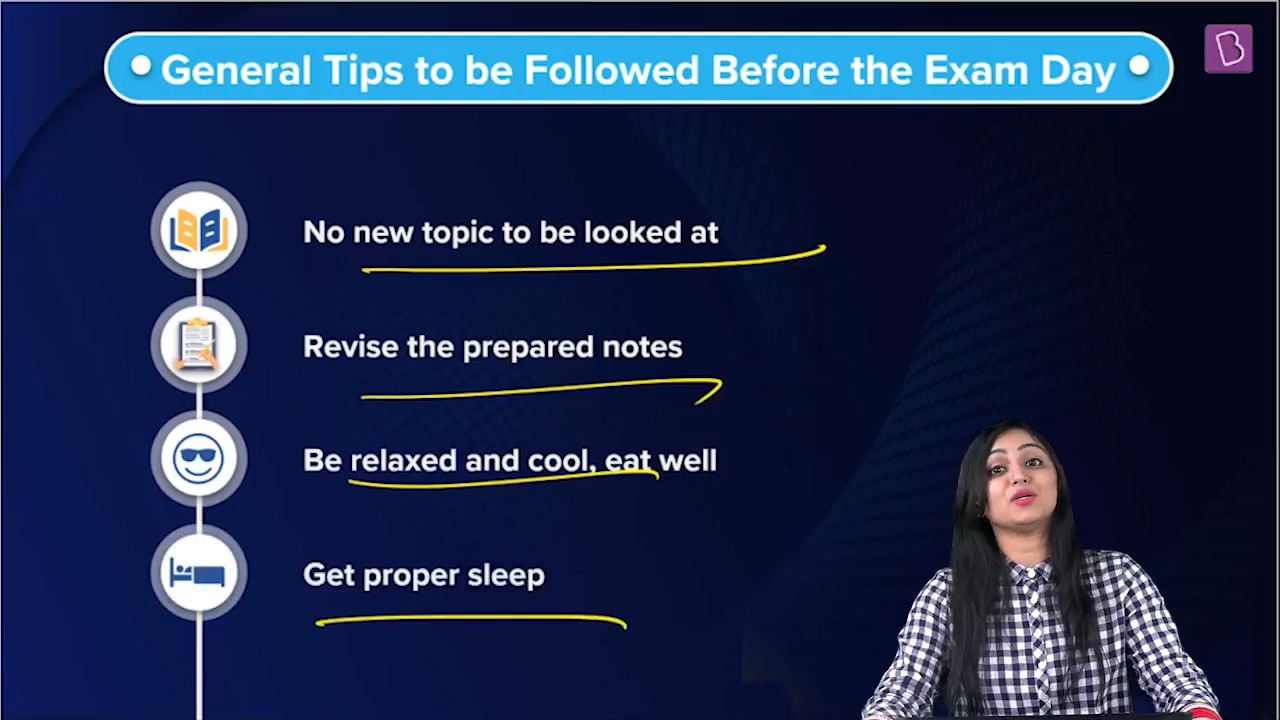 General Tips to be Followed Before the Exam Day
No new topic to be looked at
Revise the prepared notes
Be relaxed and cool, eat well
Get proper sleep